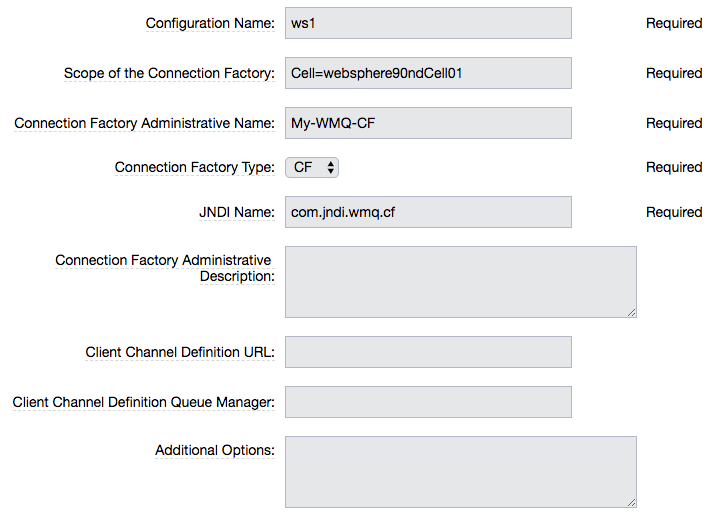 Configuration Name: ws1 Required
Scope of the Connection Factory: Cell=websphere90ndCell01 Required
Connection Factory Administrative Name: My-WMQ-CF Required
Connection Factory Type: CF Required
JNDI Name: com.jndi.wmq.cf Required
Connection Factory Administrative
Description:
Client Channel Definition URL:
Client Channel Definition Queue Manager:
Additional Options: